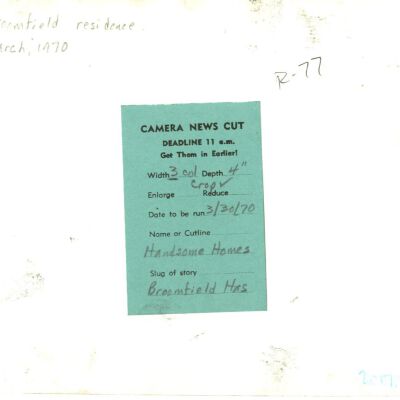 oomfield residence
arch, 1970
R-77
CAMERA NEWS CUT
DEADLINE 11 a.m.
Get Them in Earlier!
Width 3 col Depth 4"
Crop ✓
Enlarge Reduce
Date to be run 3/30/70
Name or Cutline
Handsome Homes
Slug of story
Broomfield Has